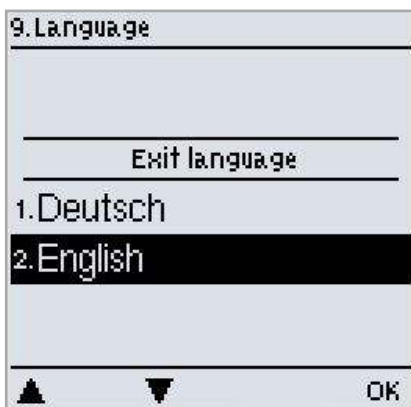 9.Language
Exit language
1.Deutsch
2.English
▲ ▼ OK